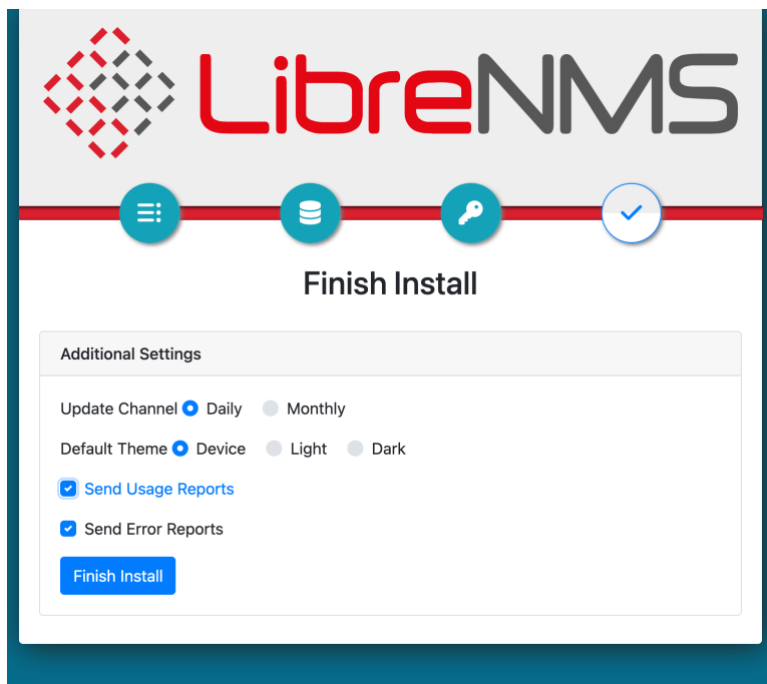 LibreNMS
Finish Install
Additional Settings
Update Channel Daily Monthly
Default Theme Device Light Dark
Send Usage Reports
Send Error Reports
Finish Install